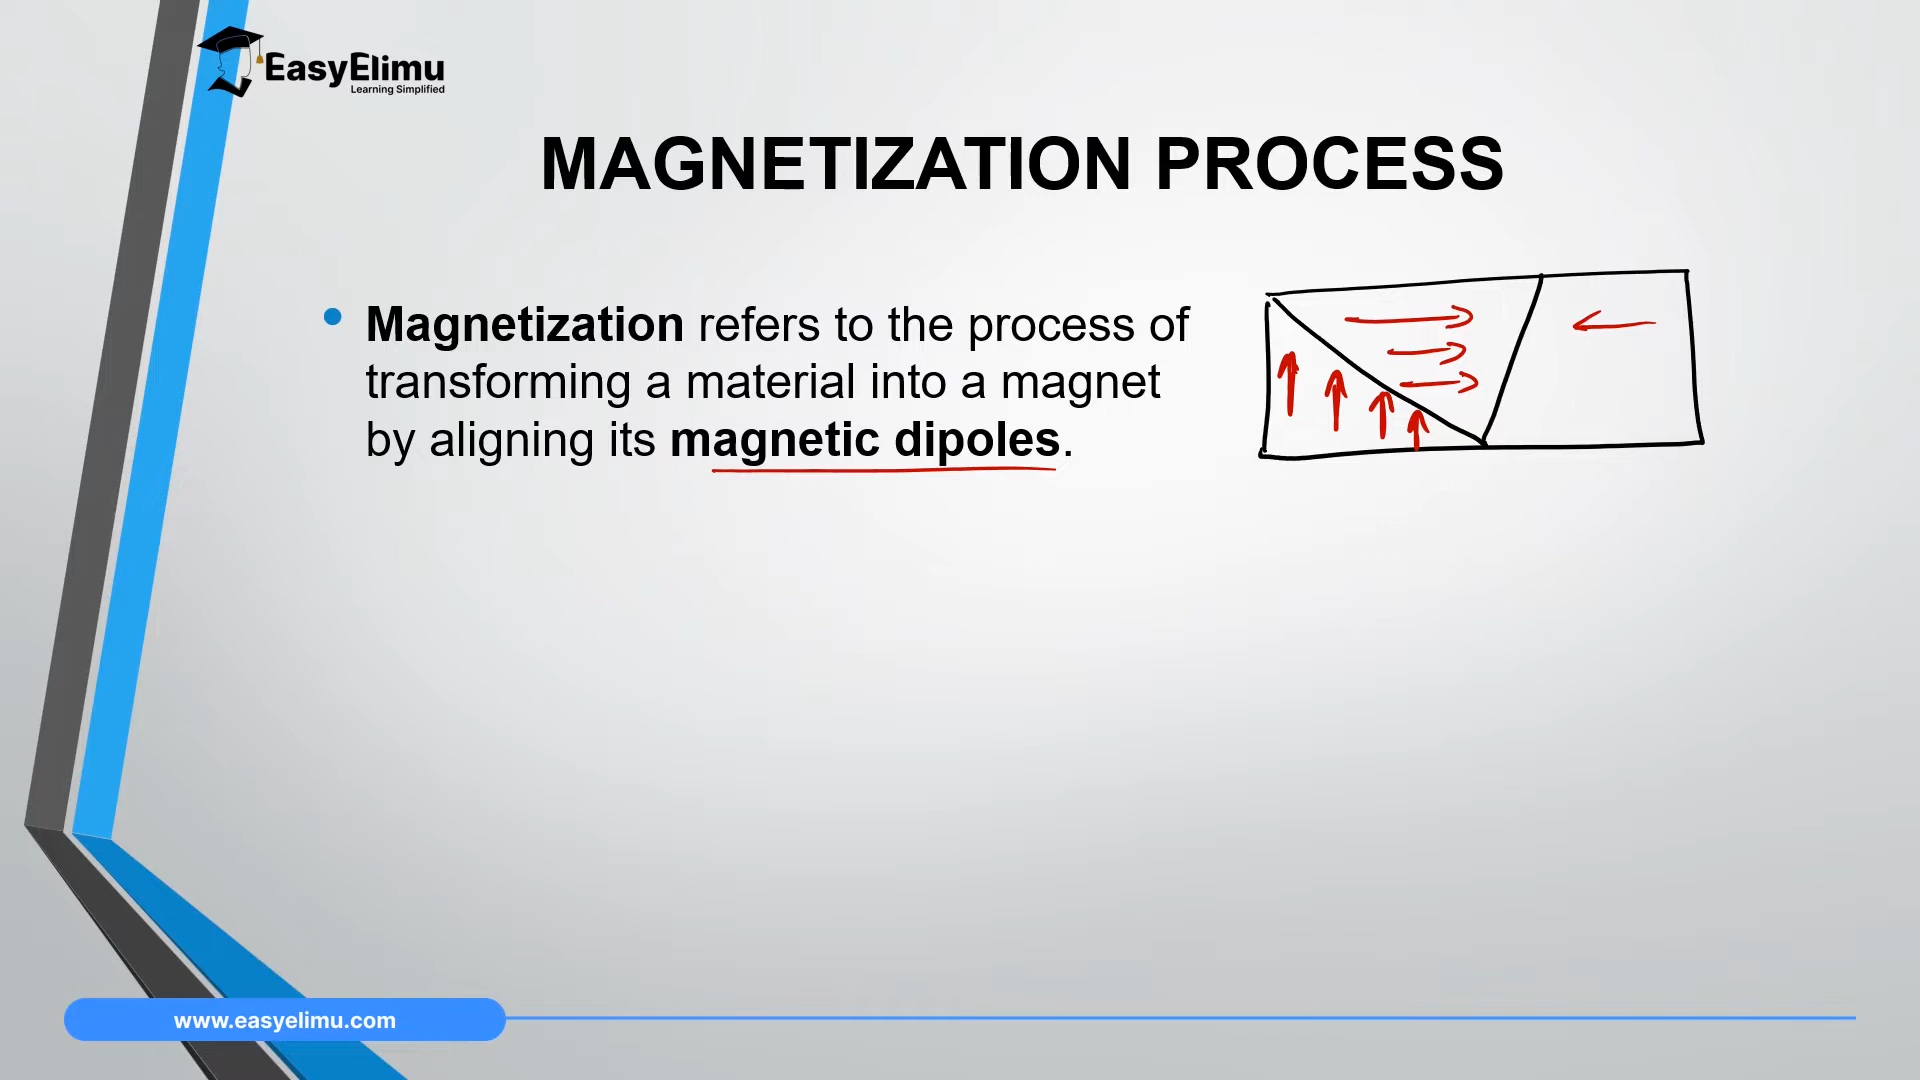 EasyElimu
Learning Simplified
MAGNETIZATION PROCESS
Magnetization refers to the process of
transforming a material into a magnet
by aligning its magnetic dipoles.
www.easyelimu.com